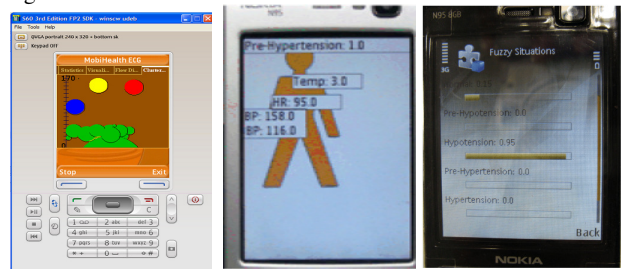 S60 3rd Edition FP2 SDK - winscw udeb
File Tools Help
QVGA portrait 240 x 320 + bottom sk
Keypad Off
MobiHealth ECG
170
0
Stop Exit
C
1 2 abc def 3
4 ghi 5 jkl mno 6
7 pqrs 8 tuv wxyz 9
* + 0 #
N95
Pre-Hypertension: 1.0
Temp: 3.0
HR: 95.0
BP: 158.0
BP: 116.0
N95 8GB
NOKIA
3G
Fuzzy Situations
Pre-Hypotension: 0.0
Hypotension: 0.95
Pre-Hypertension: 0.0
Hypertension: 0.0
Back
NOKIA